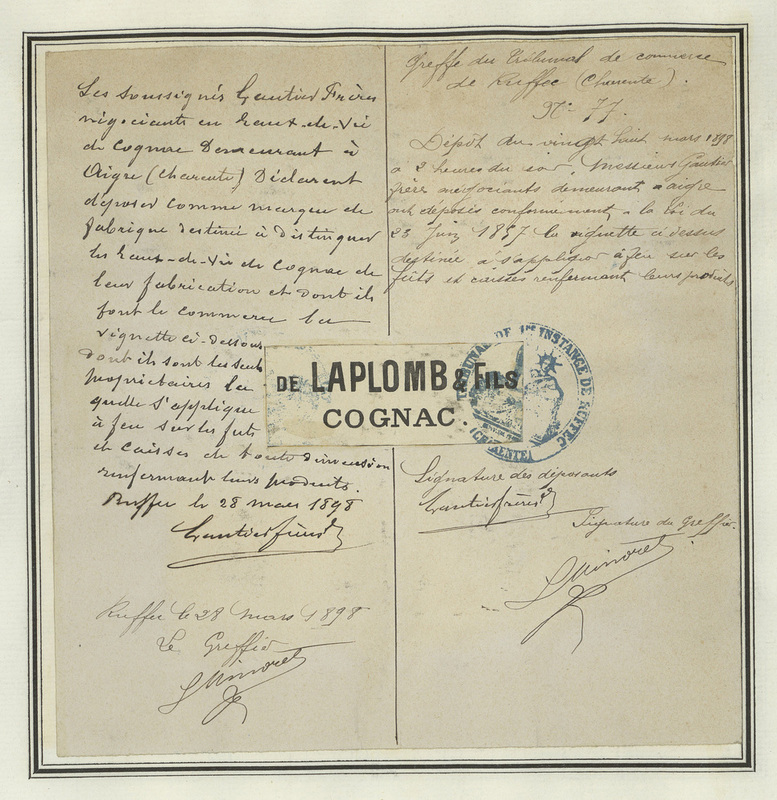 Les soussignés Gautier Frères
négociants en Eaux-de-Vie
de Cognac Demeurant à
Aigre (Charente) Déclarent
déposer comme marque de
fabrique destinée à Distinguer
les Eaux-de-Vie de Cognac de
leur fabrication et dont ils
font le commerce la
vignette ci-dessous
dont ils sont les seuls
propriétaires la
quelle s'applique
à feu sur les futs
et caisses de toute dimension
renfermant leurs produits.
Ruffec le 28 mars 1898
Gautier frères
Ruffec le 28 mars 1898
Le Greffier
Greffe du Tribunal de commerce
de Ruffec (Charente).
N° 77.
Dépôt du vingt huit mars 1898
a 2 heures du soir, Messieurs Gautier
frères négociants demeurant a aigre
ont déposés conformément a la loi du
23 Juin 1857 la vignette ci dessus
destinée a s'appliquer à feu sur les
futs et caisses renfermant leurs produits
DE LAPLOMB & FILS
COGNAC.
TRIBUNAL DE 1re INSTANCE DE RUFFEC
(CHARENTE)
Signature des déposants
Gautier frères
Signature du Greffier.